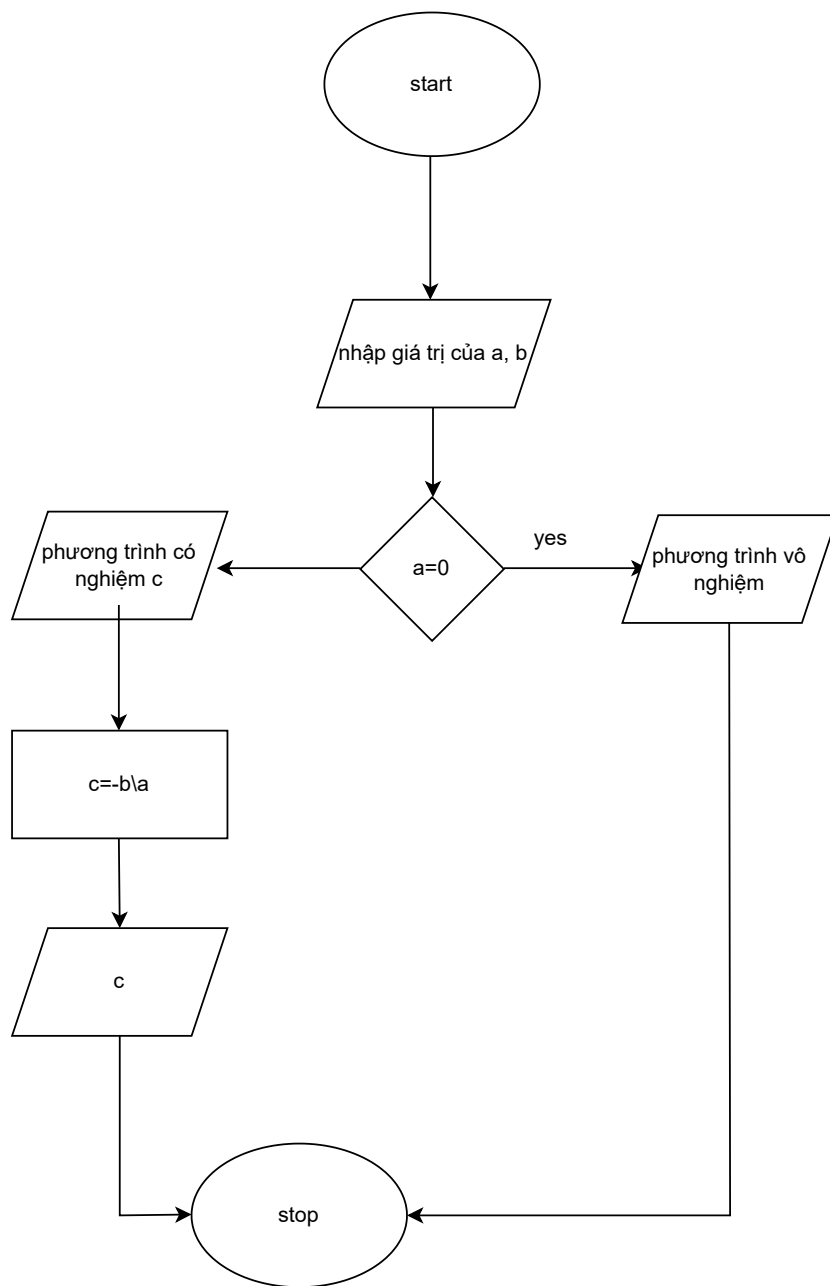 start
nhập giá trị của a, b
a=0
yes
phương trình có
nghiệm c
phương trình vô
nghiệm
c=-b\a
c
stop